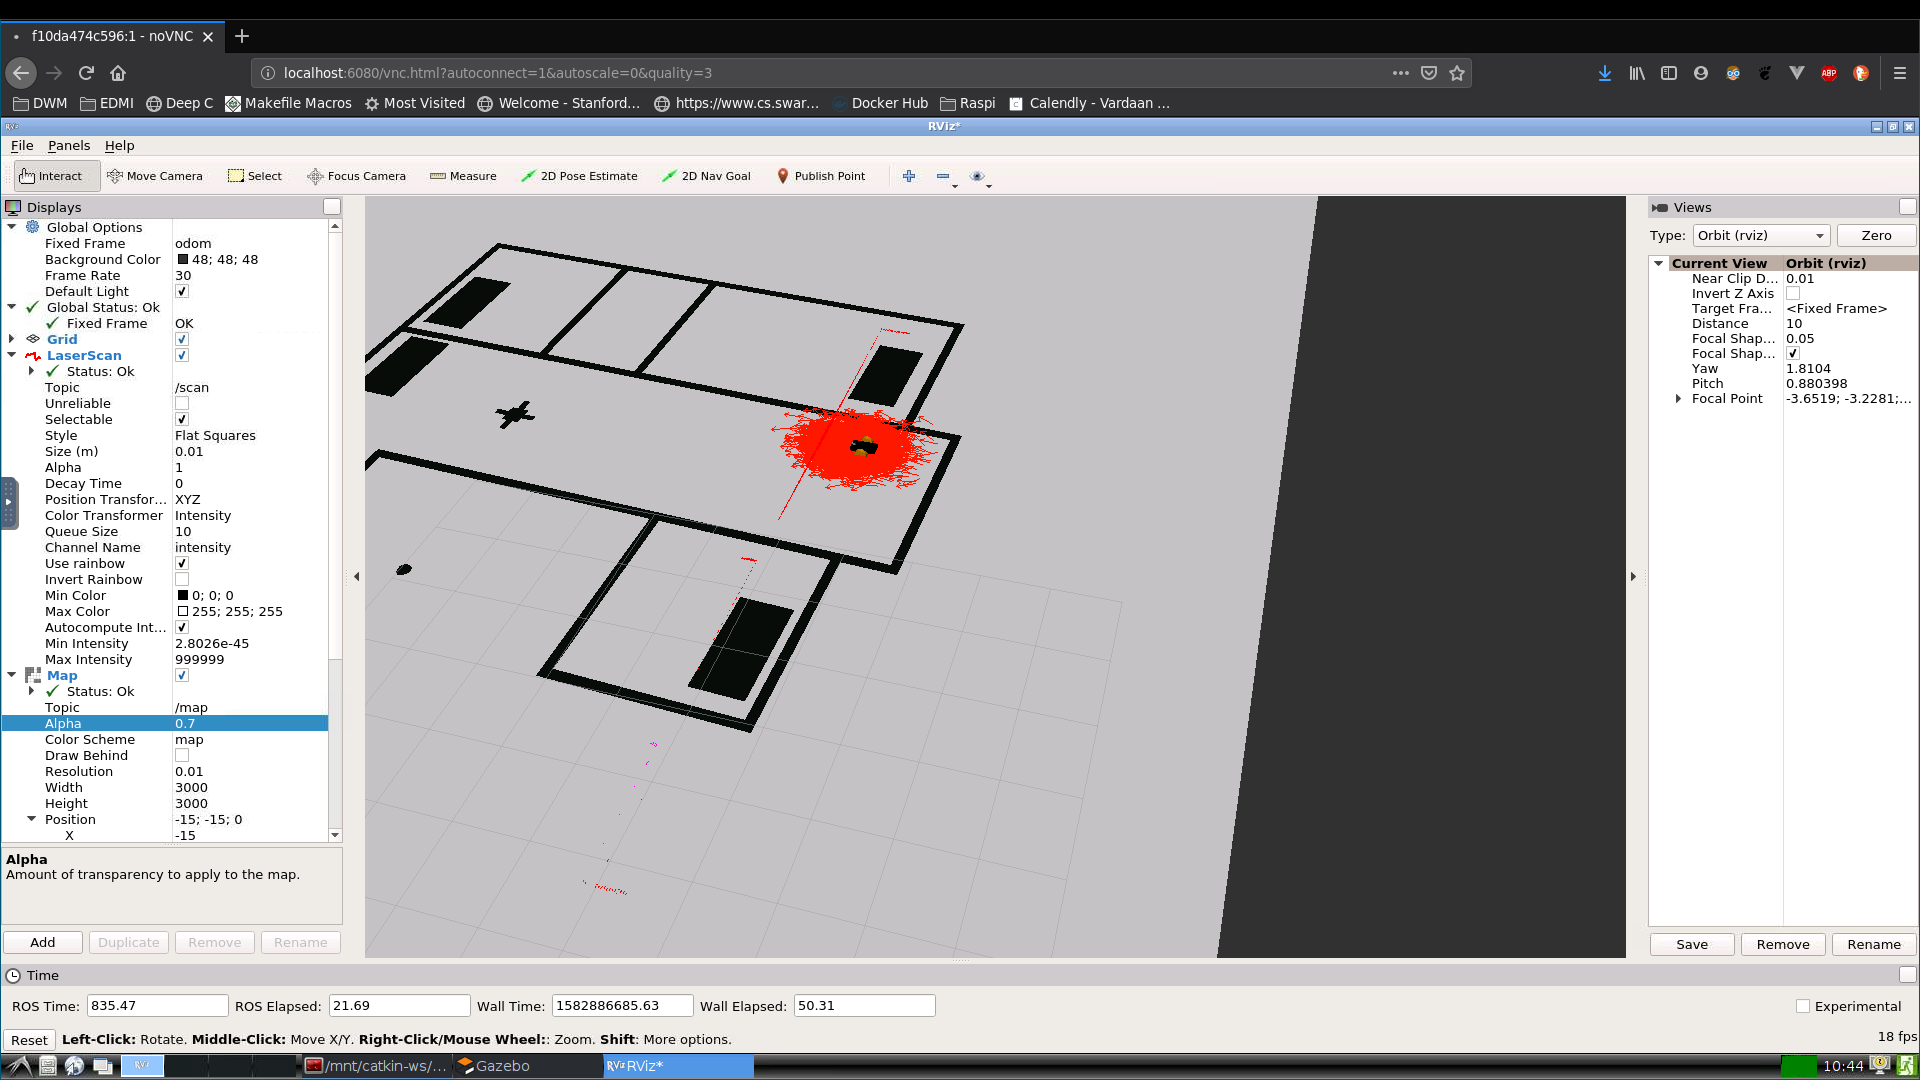 f10da474c596:1 - noVNC
localhost:6080/vnc.html?autoconnect=1&autoscale=0&quality=3
DWM EDMI Deep C Makefile Macros Most Visited Welcome - Stanford... https://www.cs.swar... Docker Hub Raspi Calendly - Vardaan ...
RViz*
File Panels Help
Interact Move Camera Select Focus Camera Measure 2D Pose Estimate 2D Nav Goal Publish Point
Displays
Global Options
Fixed Frame odom
Background Color 48; 48; 48
Frame Rate 30
Default Light
Global Status: Ok
Fixed Frame OK
Grid
LaserScan
Status: Ok
Topic /scan
Unreliable
Selectable
Style Flat Squares
Size (m) 0.01
Alpha 1
Decay Time 0
Position Transfor... XYZ
Color Transformer Intensity
Queue Size 10
Channel Name intensity
Use rainbow
Invert Rainbow
Min Color 0; 0; 0
Max Color 255; 255; 255
Autocompute Int...
Min Intensity 2.8026e-45
Max Intensity 999999
Map
Status: Ok
Topic /map
Alpha 0.7
Color Scheme map
Draw Behind
Resolution 0.01
Width 3000
Height 3000
Position -15; -15; 0
X -15
Alpha
Amount of transparency to apply to the map.
Add Duplicate Remove Rename
Views
Type: Orbit (rviz) Zero
Current View Orbit (rviz)
Near Clip D... 0.01
Invert Z Axis
Target Fra... <Fixed Frame>
Distance 10
Focal Shap... 0.05
Focal Shap...
Yaw 1.8104
Pitch 0.880398
Focal Point -3.6519; -3.2281;...
Save Remove Rename
Time
ROS Time: 835.47 ROS Elapsed: 21.69 Wall Time: 1582886685.63 Wall Elapsed: 50.31 Experimental
Reset Left-Click: Rotate. Middle-Click: Move X/Y. Right-Click/Mouse Wheel:: Zoom. Shift: More options. 18 fps
/mnt/catkin-ws/... Gazebo RViz* 10:44